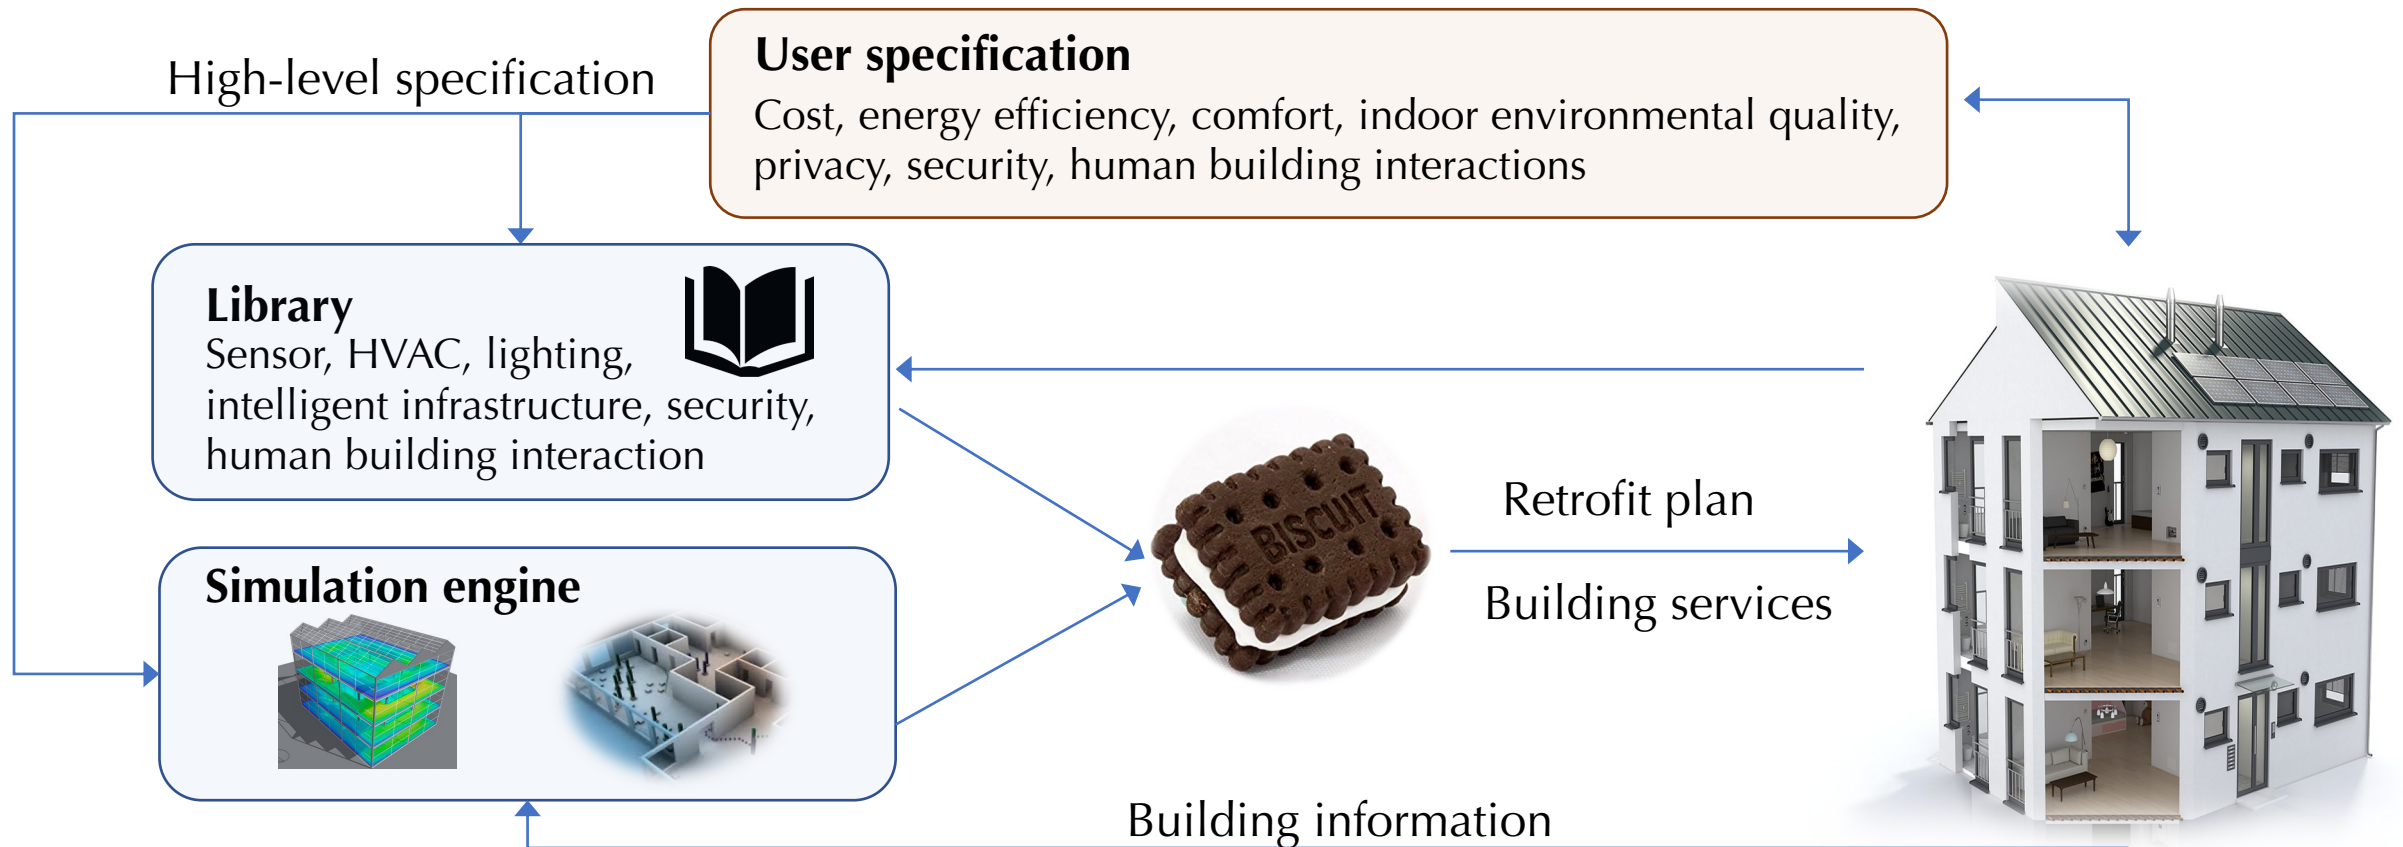 High-level specification
User specification
Cost, energy efficiency, comfort, indoor environmental quality,
privacy, security, human building interactions
Library
Sensor, HVAC, lighting,
intelligent infrastructure, security,
human building interaction
Simulation engine
BISCUIT
Retrofit plan
Building services
Building information